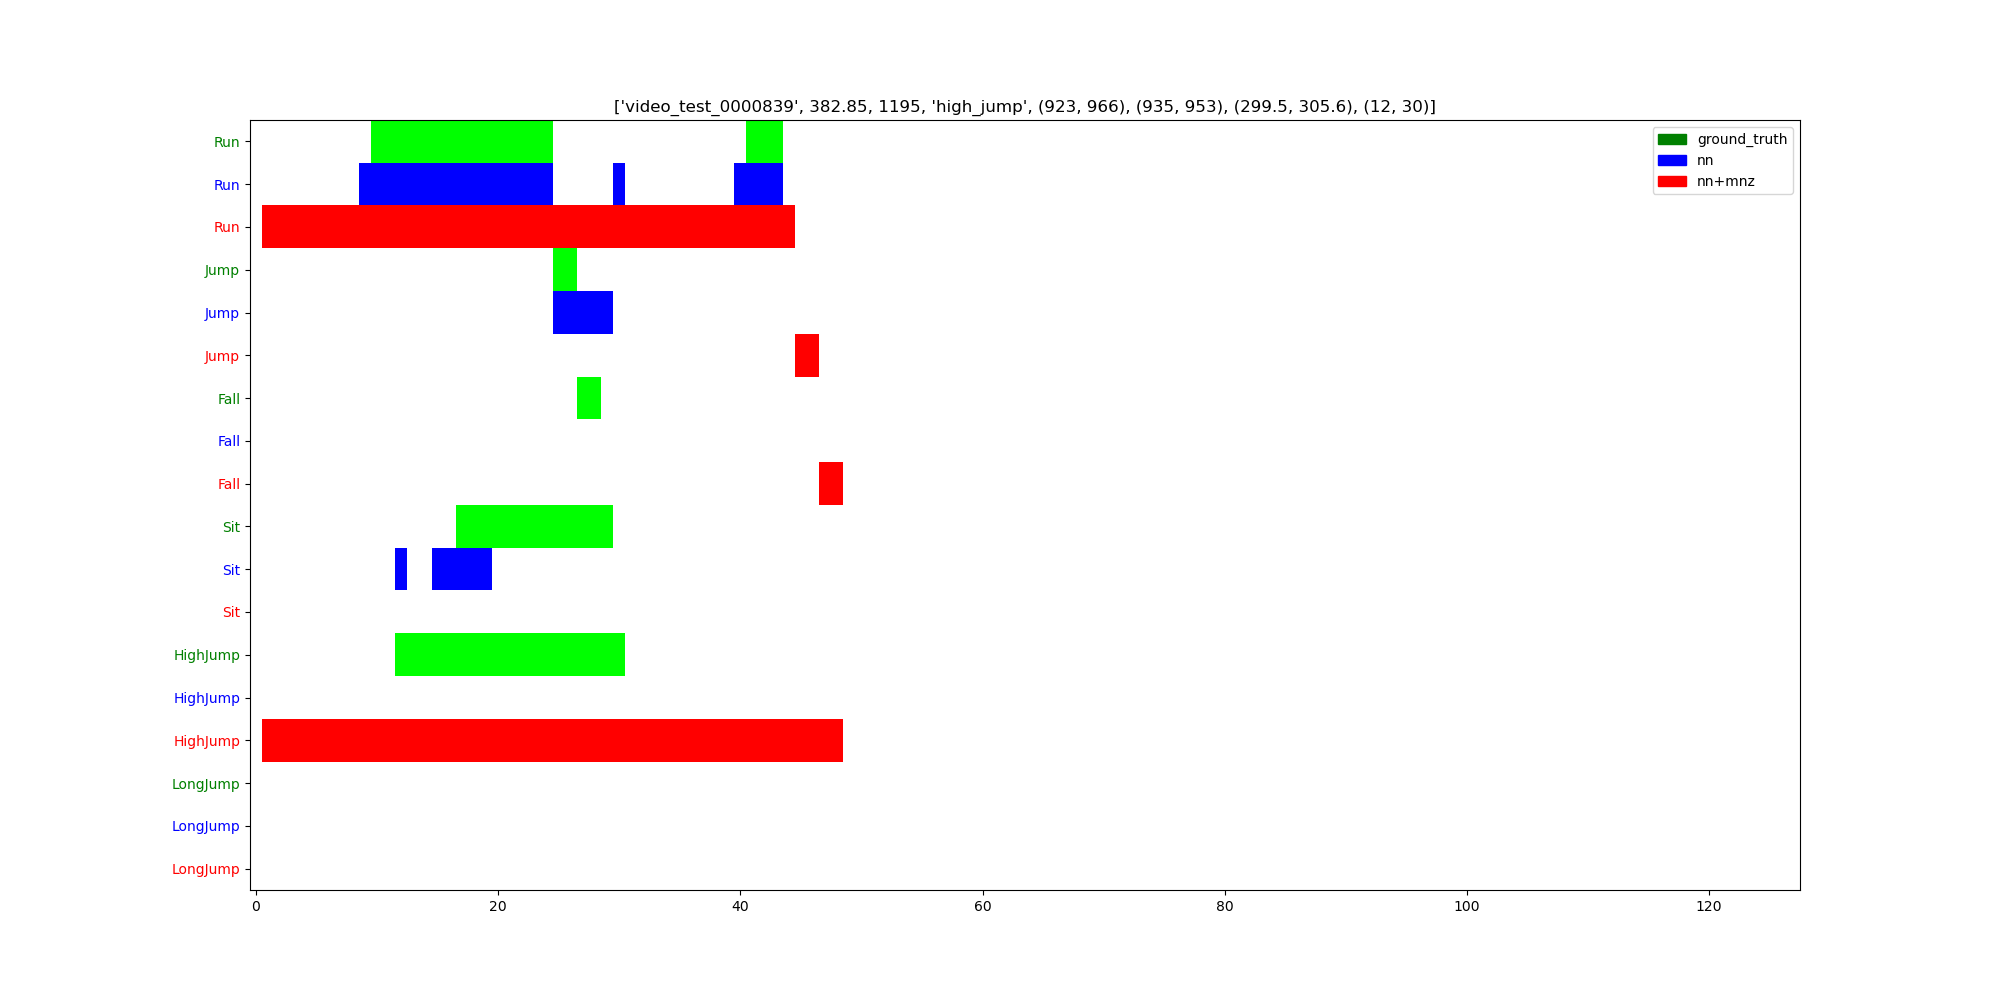 ['video_test_0000839', 382.85, 1195, 'high_jump', (923, 966), (935, 953), (299.5, 305.6), (12, 30)]
Run
Run
Run
Jump
Jump
Jump
Fall
Fall
Fall
Sit
Sit
Sit
HighJump
HighJump
HighJump
LongJump
LongJump
LongJump
ground_truth
nn
nn+mnz
0 20 40 60 80 100 120